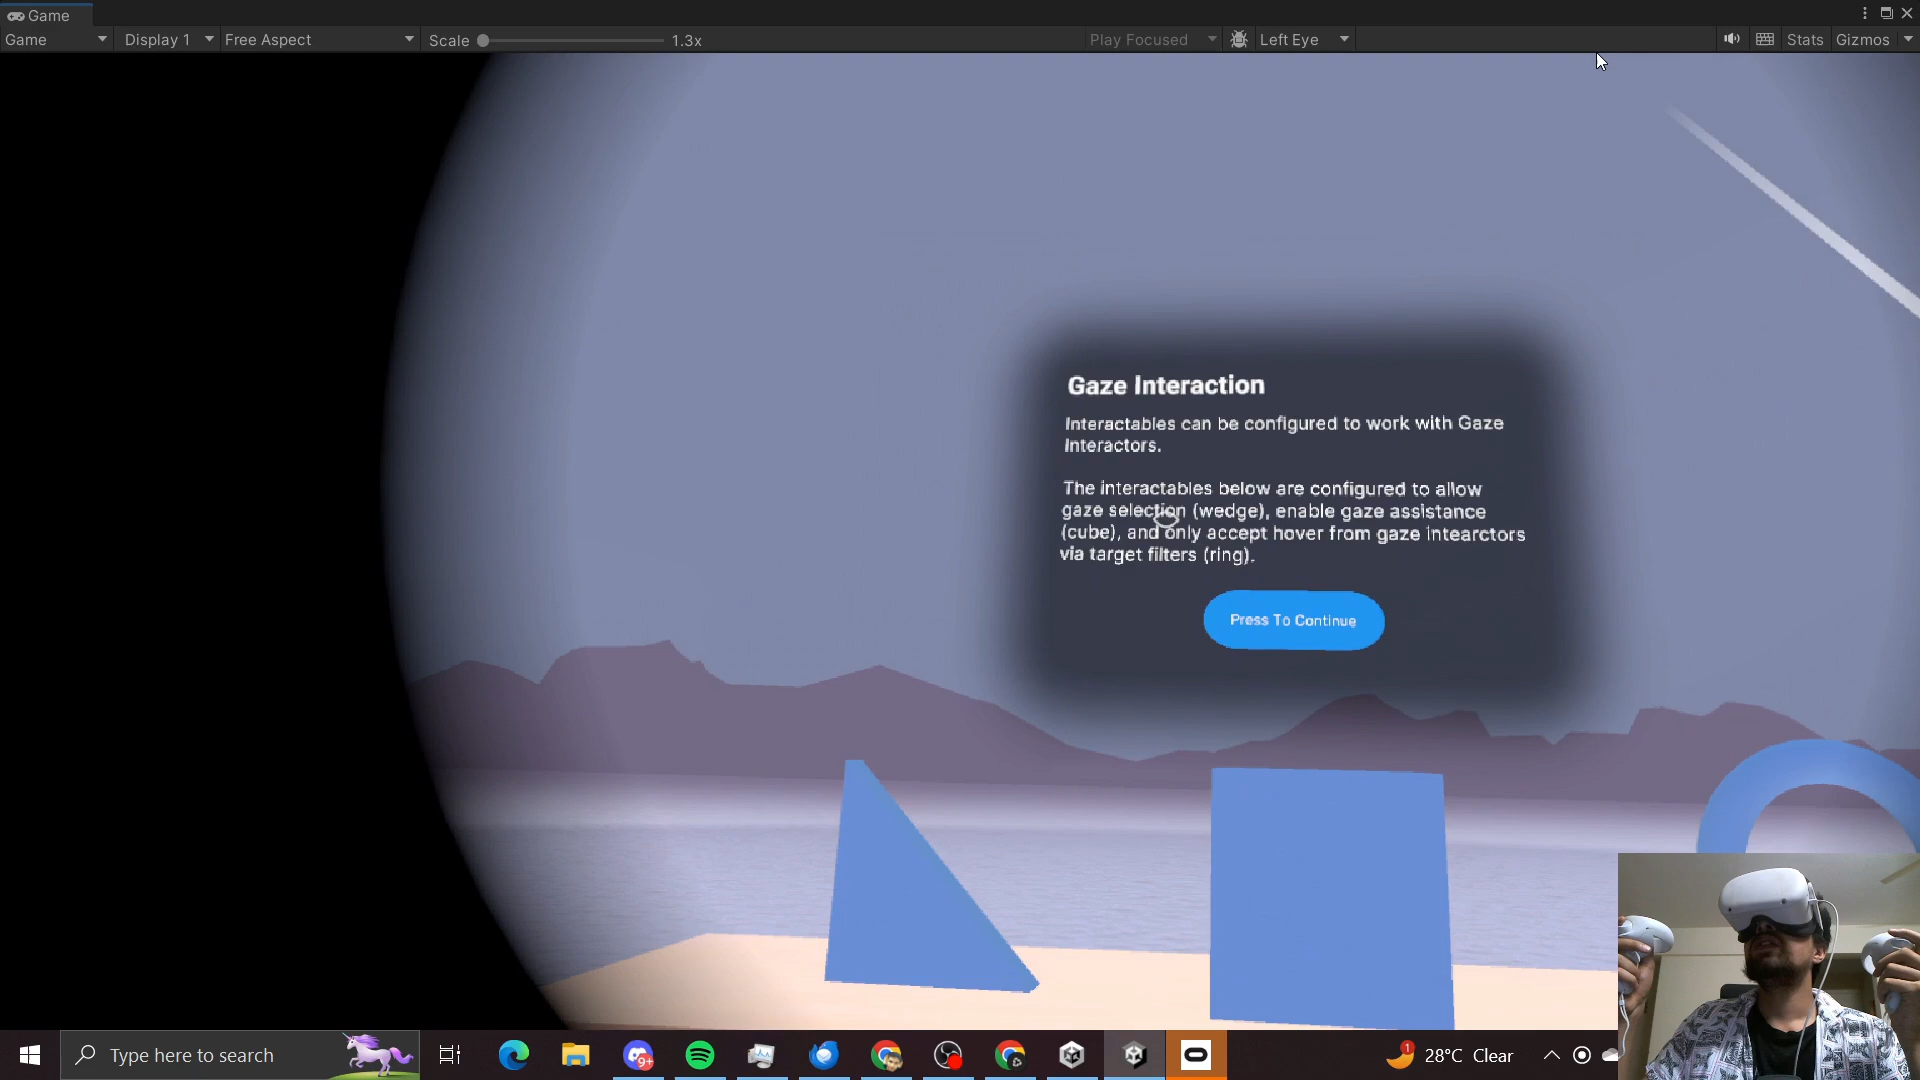 Game
Game Display 1 Free Aspect Scale 1.3x Play Focused Left Eye Stats Gizmos
Gaze Interaction
Interactables can be configured to work with Gaze
Interactors.
The interactables below are configured to allow
gaze selection (wedge), enable gaze assistance
(cube), and only accept hover from gaze intearctors
via target filters (ring).
Press To Continue
Type here to search 9+ 1 28°C Clear